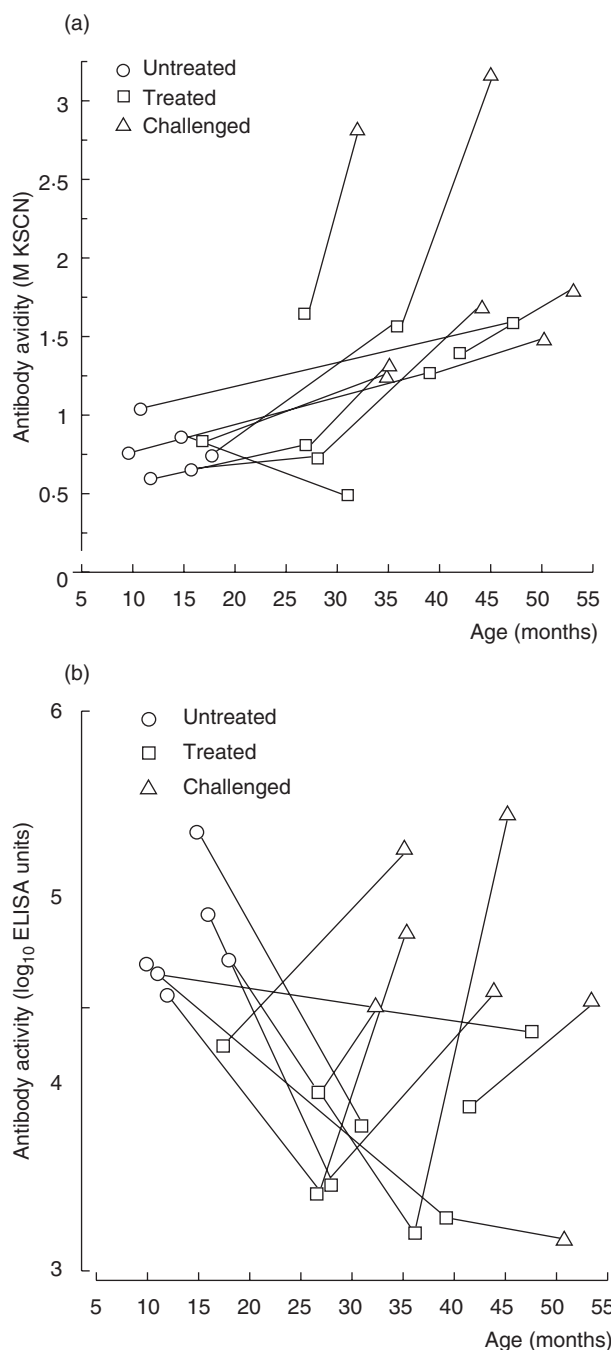 (a)
Untreated
Treated
Challenged
Antibody avidity (M KSCN)
3
2·5
2
1·5
1
0·5
0
5 10 15 20 25 30 35 40 45 50 55
Age (months)
(b)
Untreated
Treated
Challenged
Antibody activity (log10 ELISA units)
6
5
4
3
5 10 15 20 25 30 35 40 45 50 55
Age (months)